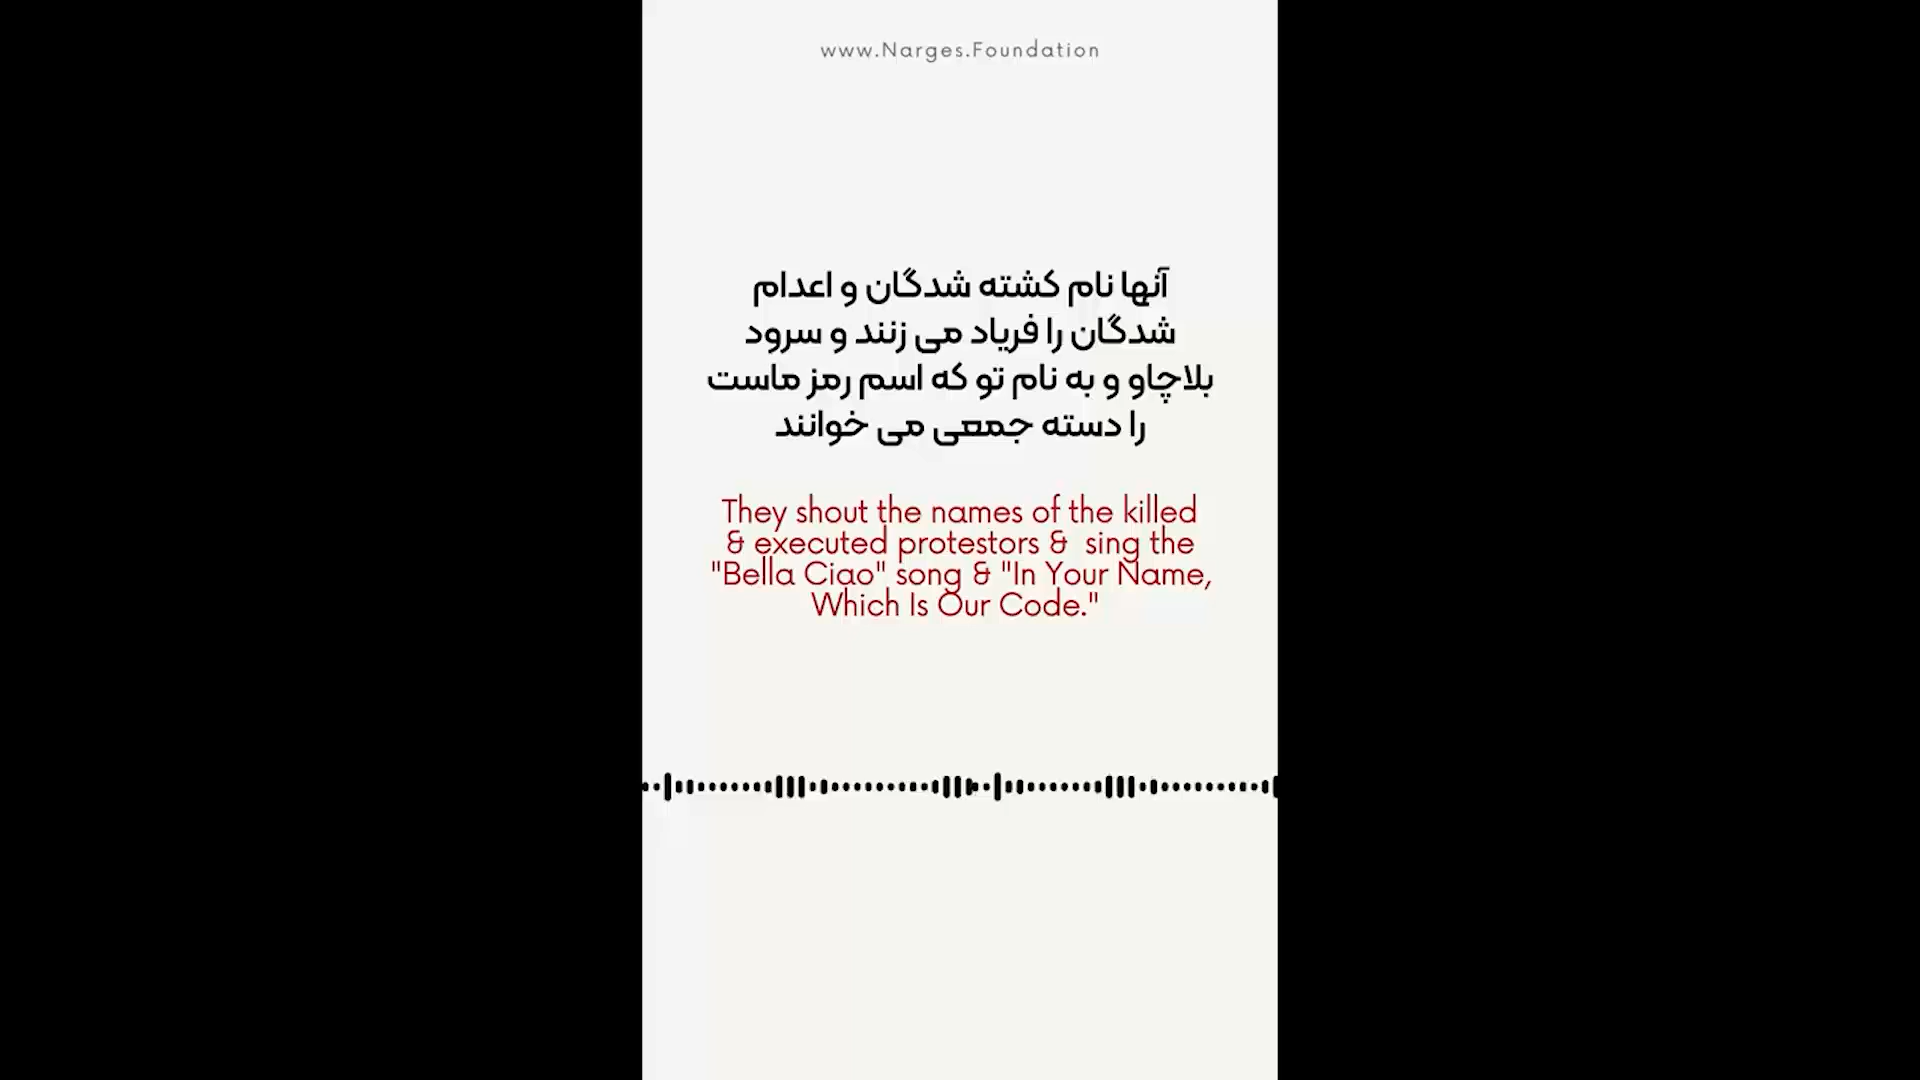 www.Narges.Foundation
آنها نام کشته شدگان و اعدام
شدگان را فریاد می زنند و سرود
بلاچاو و به نام تو که اسم رمز ماست
را دسته جمعی می خوانند
They shout the names of the killed
& executed protestors & sing the
"Bella Ciao" song & "In Your Name,
Which Is Our Code."